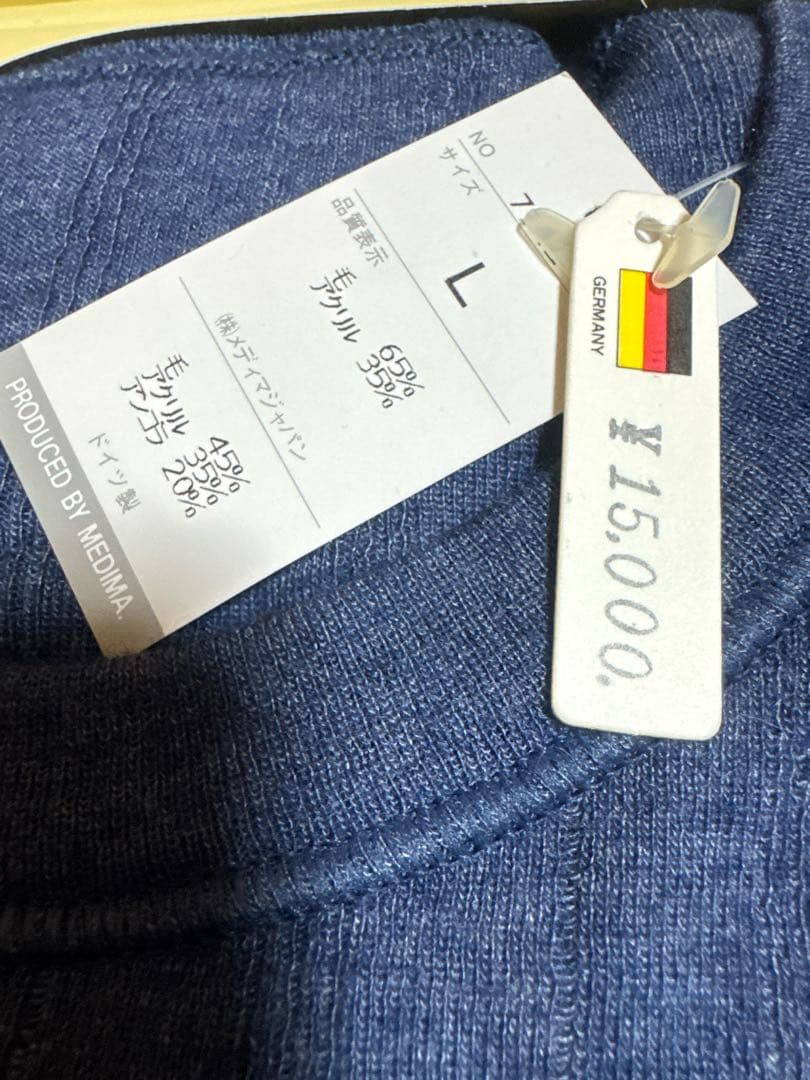 NO 7
サイズ
L
品質表示
毛 65%
アクリル 35%
(株)メディマジャパン
毛 45%
アクリル 35%
アンゴラ 20%
ドイツ製
PRODUCED BY MEDIMA.
GERMANY
¥15,000.